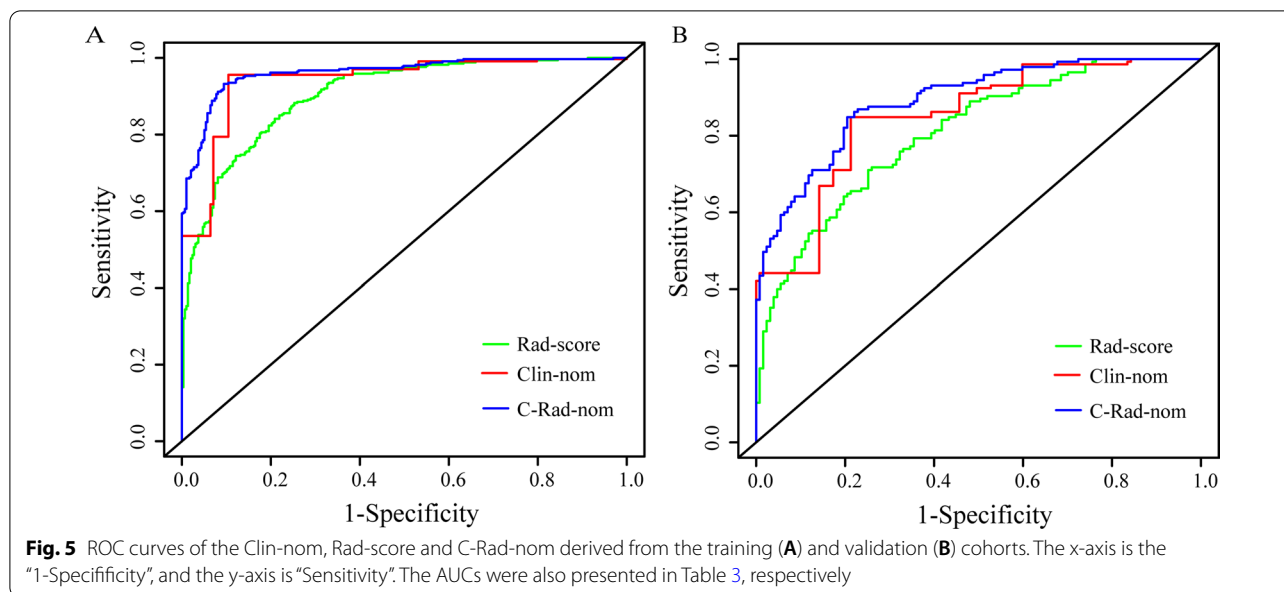 A
1.0
0.8
0.6
0.4
0.2
0.0
Sensitivity
Rad-score
Clin-nom
C-Rad-nom
0.0 0.2 0.4 0.6 0.8 1.0
1-Specificity
B
1.0
0.8
0.6
0.4
0.2
0.0
Sensitivity
Rad-score
Clin-nom
C-Rad-nom
0.0 0.2 0.4 0.6 0.8 1.0
1-Specificity
Fig. 5 ROC curves of the Clin-nom, Rad-score and C-Rad-nom derived from the training (A) and validation (B) cohorts. The x-axis is the
“1-Specifificity”, and the y-axis is “Sensitivity”. The AUCs were also presented in Table 3, respectively